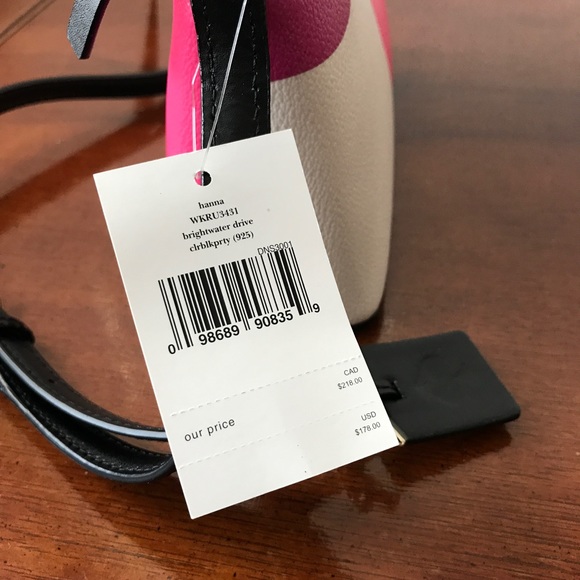 hanna
WKRU3431
brightwater drive
clrblkprty (925)
DNS3001
0 98689 90835 9
CAD
$218.00
our price
USD
$178.00